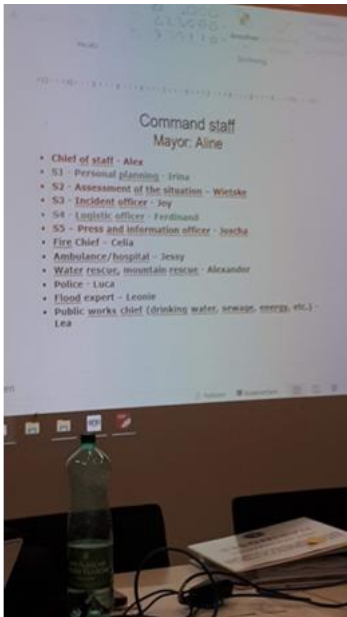 Command staff
Mayor: Aline
• Chief of staff - Alex
• S1 - Personal planning - Irina
• S2 - Assessment of the situation – Wietske
• S3 - Incident officer - Joy
• S4 - Logistic officer - Ferdinand
• S5 – Press and information officer - Joscha
• Fire Chief – Celia
• Ambulance/hospital – Jessy
• Water rescue, mountain rescue - Alexander
• Police - Luca
• Flood expert – Leonie
• Public works chief (drinking water, sewage, energy, etc.) -
Lea